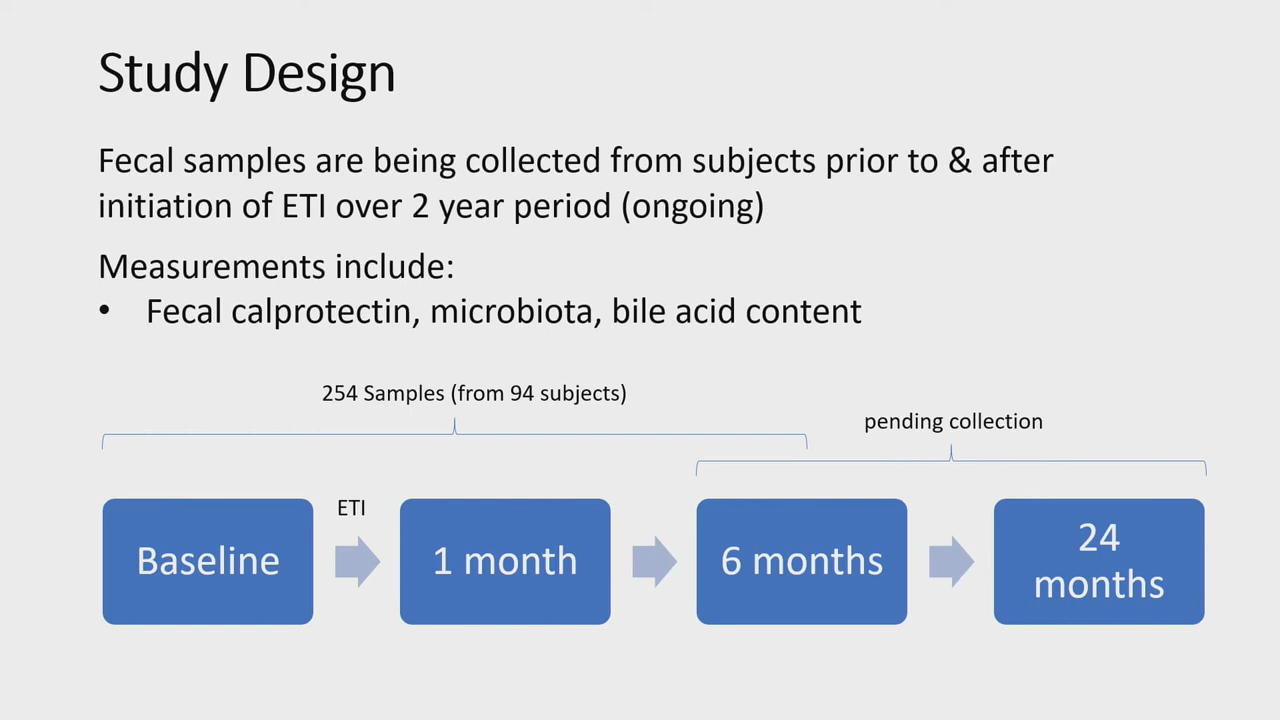 Study Design
Fecal samples are being collected from subjects prior to & after
initiation of ETI over 2 year period (ongoing)
Measurements include:
• Fecal calprotectin, microbiota, bile acid content
254 Samples (from 94 subjects)
pending collection
Baseline
ETI
1 month
6 months
24
months